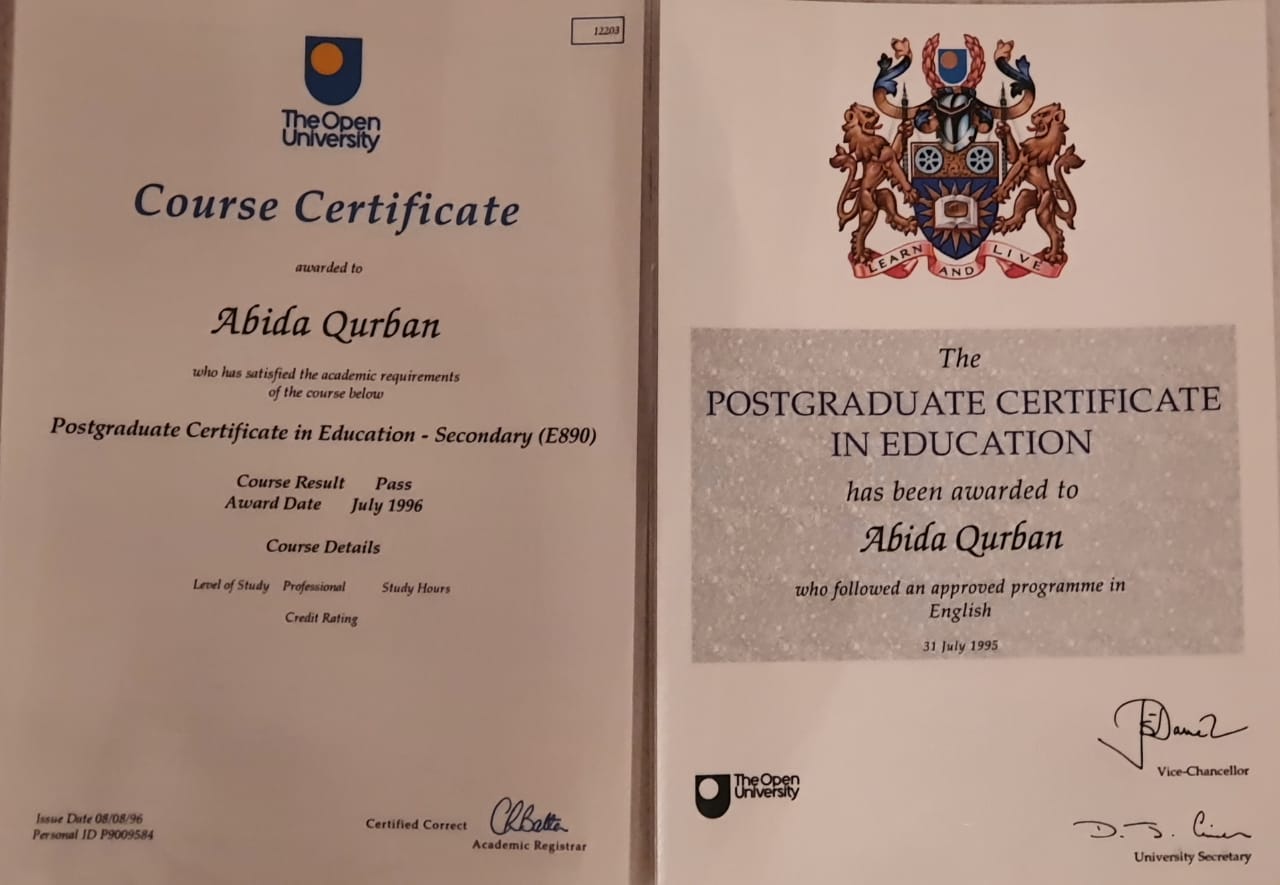 12203
The Open
University
Course Certificate
awarded to
Abida Qurban
who has satisfied the academic requirements
of the course below
Postgraduate Certificate in Education - Secondary (E890)
Course Result Pass
Award Date July 1996
Course Details
Level of Study Professional Study Hours
Credit Rating
Issue Date 08/08/96
Personal ID P9009584
Certified Correct
Academic Registrar
LEARN AND LIVE
The
POSTGRADUATE CERTIFICATE
IN EDUCATION
has been awarded to
Abida Qurban
who followed an approved programme in
English
31 July 1995
Vice-Chancellor
The Open
University
University Secretary